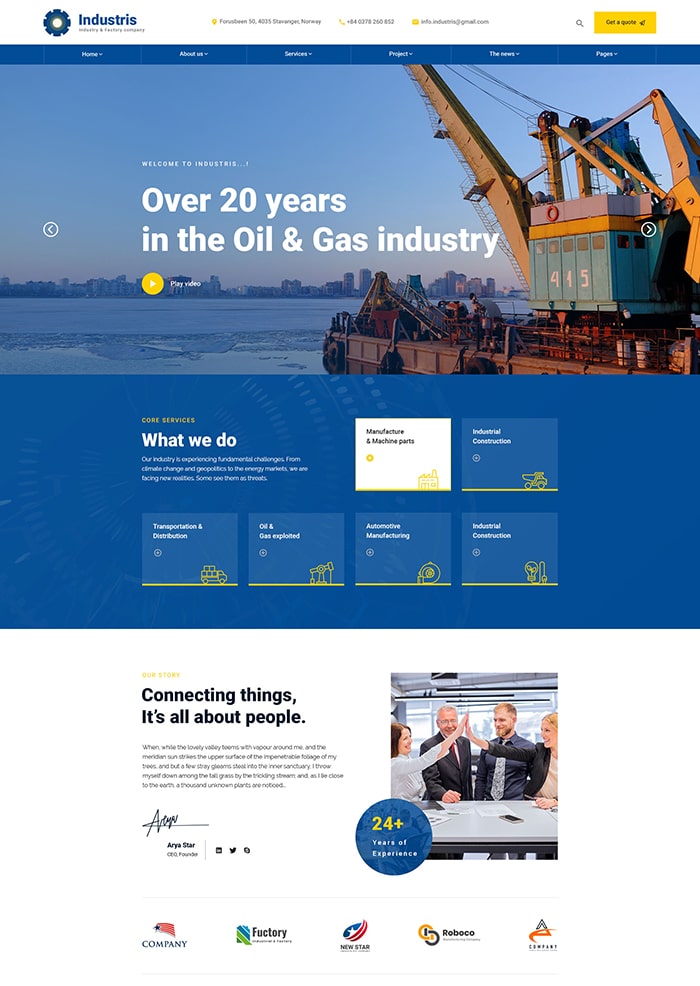 Industris
Industry & Factory company
Forusbeen 50, 4035 Stavanger, Norway
+84 0378 260 852
info.industris@gmail.com
Get a quote
Home
About us
Services
Project
The news
Pages
WELCOME TO INDUSTRIS...!
Over 20 years
in the Oil & Gas industry
Play video
415
CORE SERVICES
What we do
Our industry is experiencing fundamental challenges. From
climate change and geopolitics to the energy markets, we are
facing new realities. Some see them as threats.
Manufacture
& Machine parts
Industrial
Construction
Transportation &
Distribution
Oil &
Gas exploited
Automotive
Manufacturing
Industrial
Construction
OUR STORY
Connecting things,
It's all about people.
When, while the lovely valley teems with vapour around me, and the
meridian sun strikes the upper surface of the impenetrable foliage of my
trees, and but a few stray gleams steal into the inner sanctuary, I throw
myself down among the tall grass by the trickling stream; and, as I lie close
to the earth, a thousand unknown plants are noticed...
Arya
Arya Star
CEO, Founder
24+
Years of
Experience
COMPANY
Fuctory
Industrial & Factory
NEW STAR
Roboco
Manufacturing Company
COMPANY